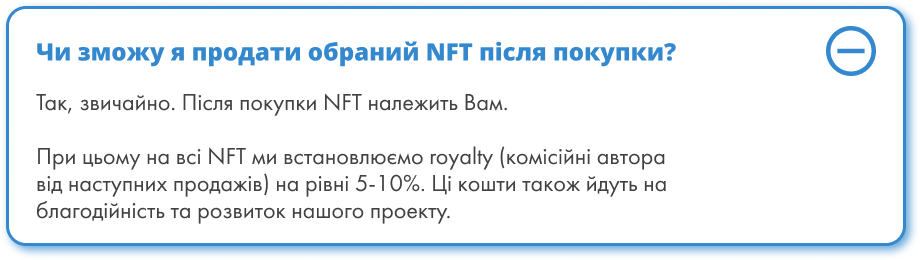 Чи зможу я продати обраний NFT після покупки?
Так, звичайно. Після покупки NFT належить Вам.
При цьому на всі NFT ми встановлюємо royalty (комісійні автора
від наступних продажів) на рівні 5-10%. Ці кошти також йдуть на
благодійність та розвиток нашого проекту.